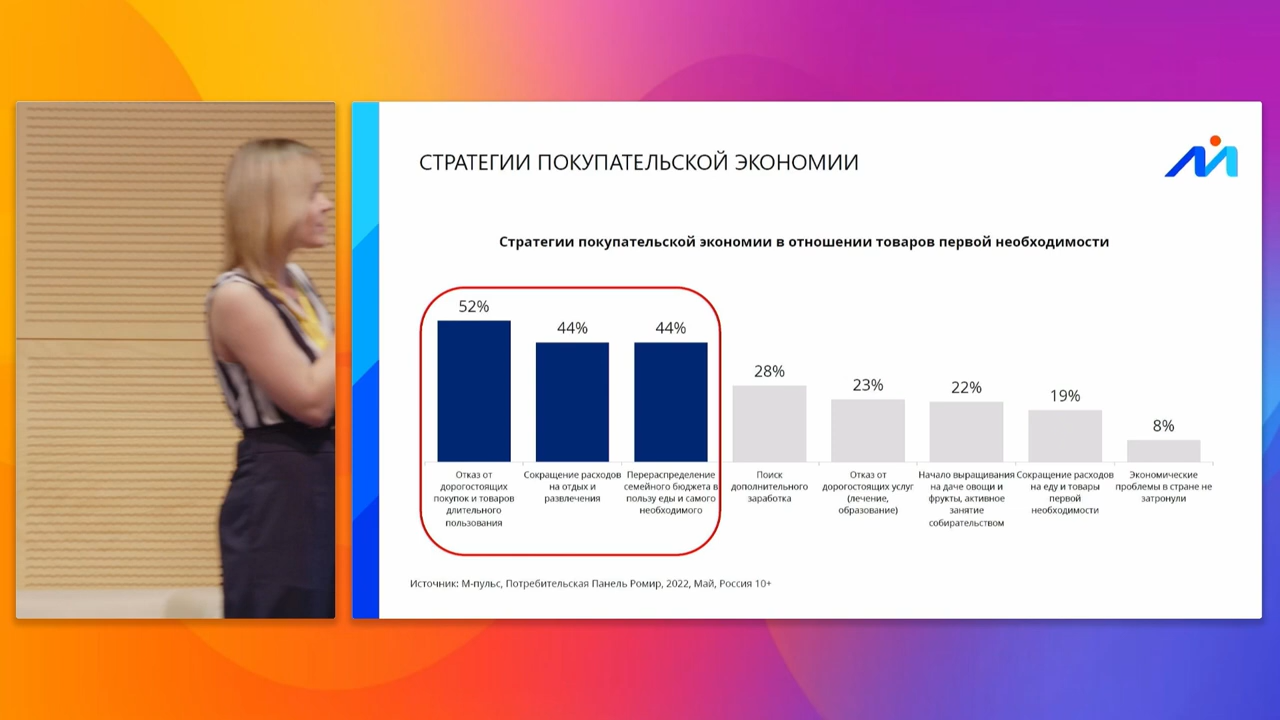 СТРАТЕГИИ ПОКУПАТЕЛЬСКОЙ ЭКОНОМИИ
Стратегии покупательской экономии в отношении товаров первой необходимости
52%
44%
44%
28%
23%
22%
19%
8%
Отказ от
дорогостоящих
покупок и товаров
длительного
пользования
Сокращение расходов
на отдых и
развлечения
Перераспределение
семейного бюджета в
пользу еды и самого
необходимого
Поиск
дополнительного
заработка
Отказ от
дорогостоящих услуг
(лечение,
образование)
Начало выращивания
на даче овощи и
фрукты, активное
занятие
собирательством
Сокращение расходов
на еду и товары
первой
необходимости
Экономические
проблемы в стране не
затронули
Источник: М-пульс, Потребительская Панель Ромир, 2022, Май, Россия 10+